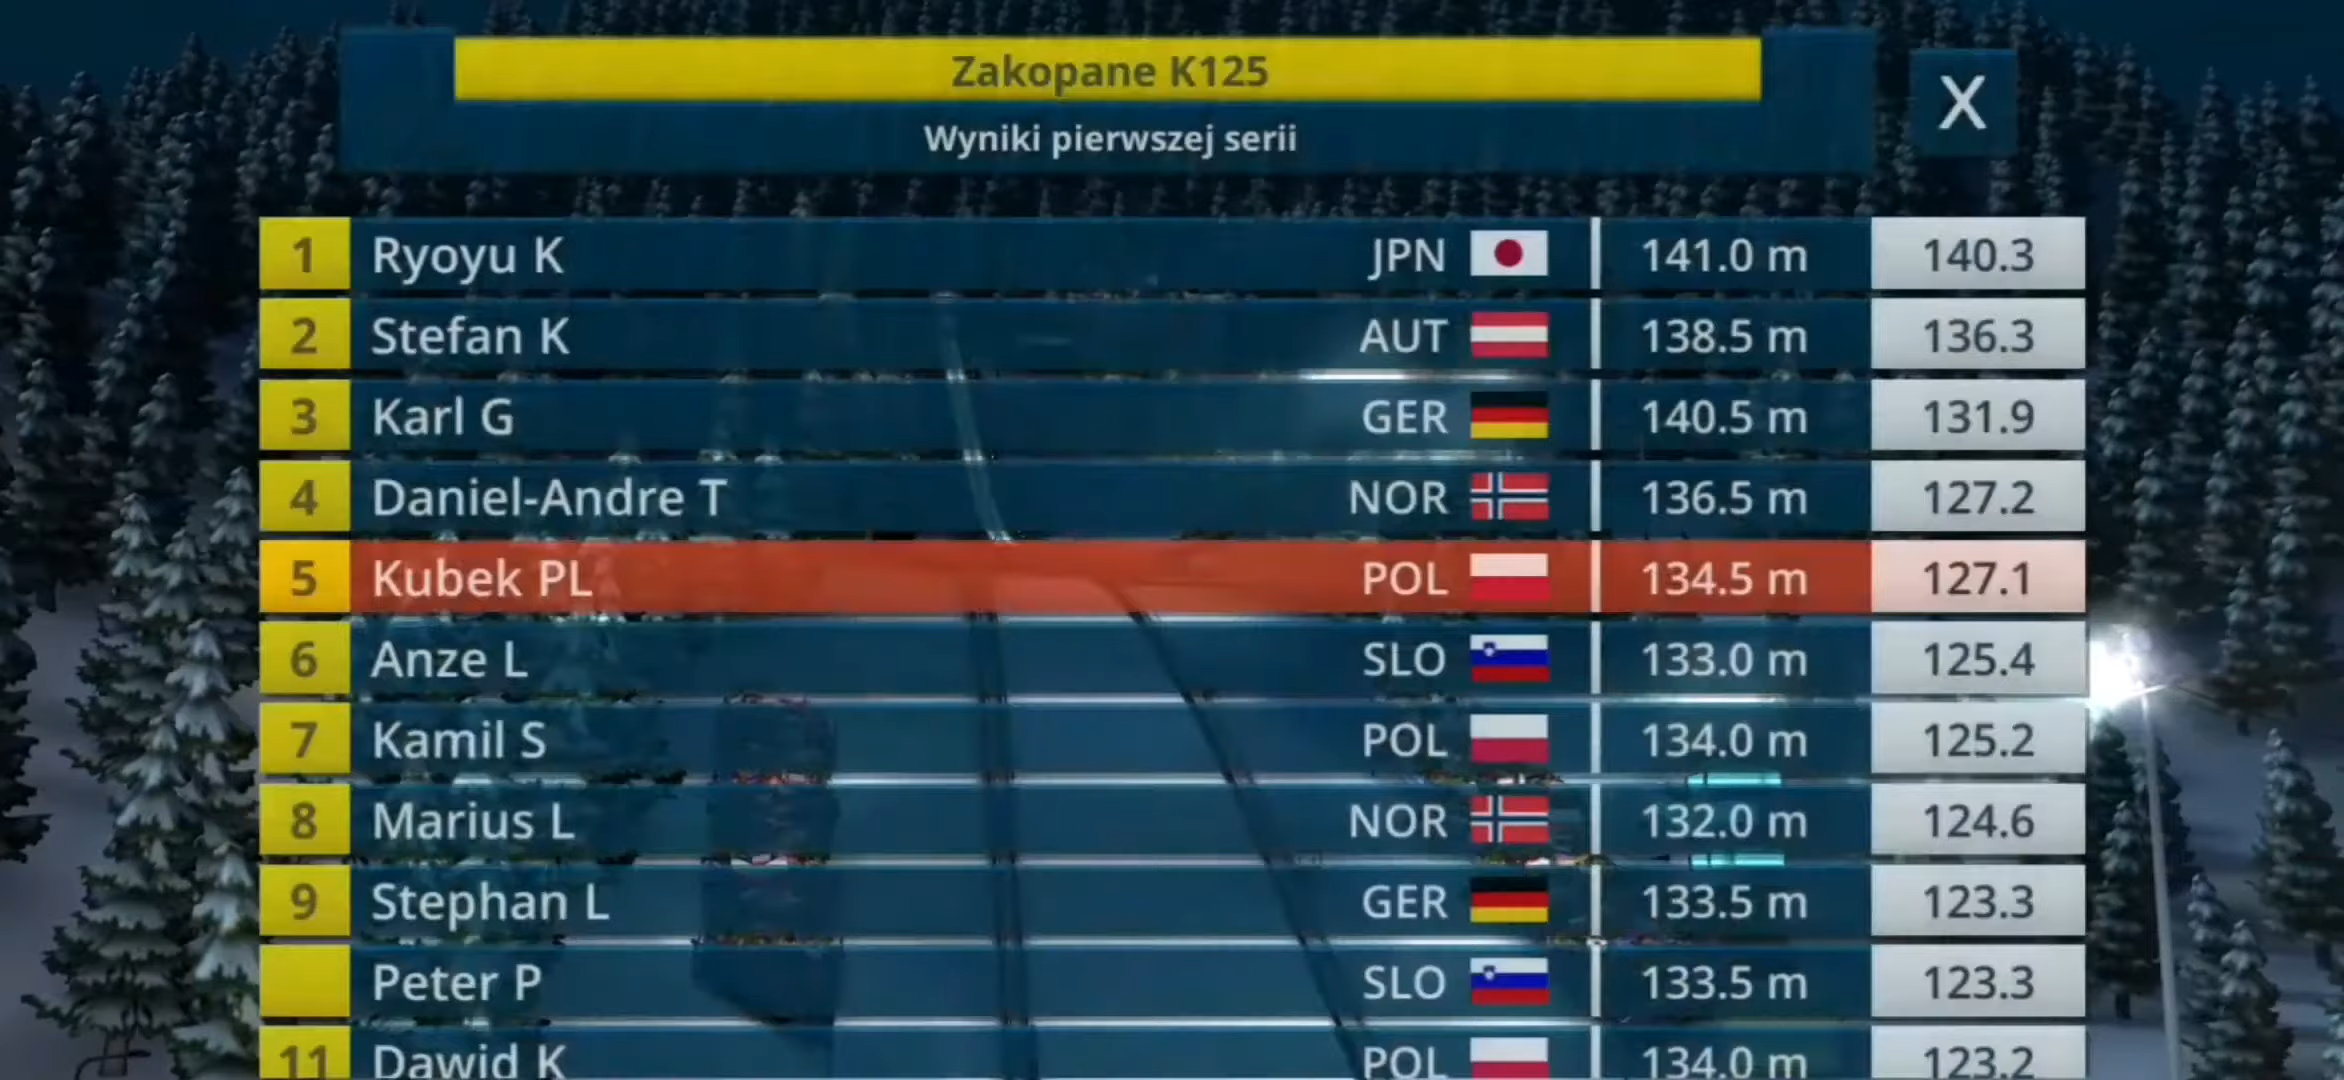 Zakopane K125
X
Wyniki pierwszej serii
1 Ryoyu K JPN 141.0 m 140.3
2 Stefan K AUT 138.5 m 136.3
3 Karl G GER 140.5 m 131.9
4 Daniel-Andre T NOR 136.5 m 127.2
5 Kubek PL POL 134.5 m 127.1
6 Anze L SLO 133.0 m 125.4
7 Kamil S POL 134.0 m 125.2
8 Marius L NOR 132.0 m 124.6
9 Stephan L GER 133.5 m 123.3
Peter P SLO 133.5 m 123.3
11 Dawid K POL 134.0 m 123.2